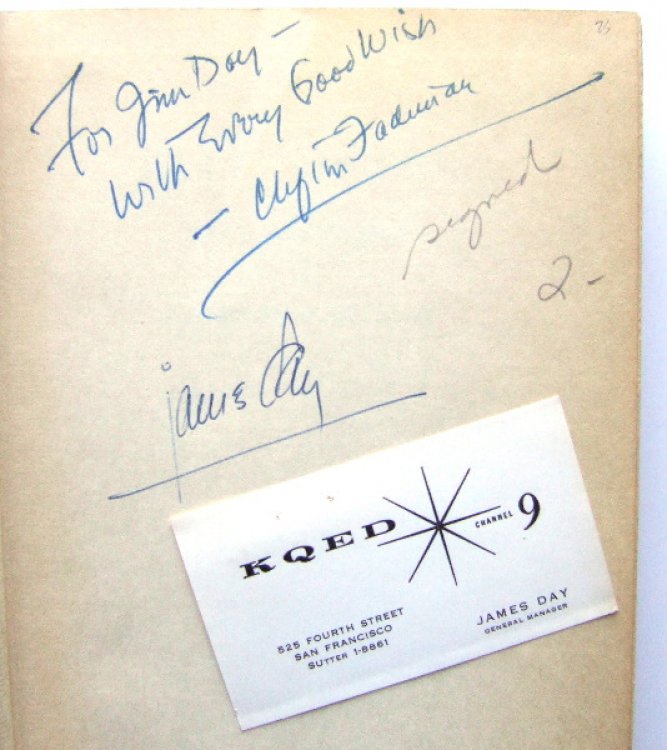 For Jim Day —
with Every Good Wish
— Clifton Fadiman
signed
2-
james day
KQED CHANNEL 9
525 FOURTH STREET
SAN FRANCISCO
SUTTER 1-8861
JAMES DAY
GENERAL MANAGER